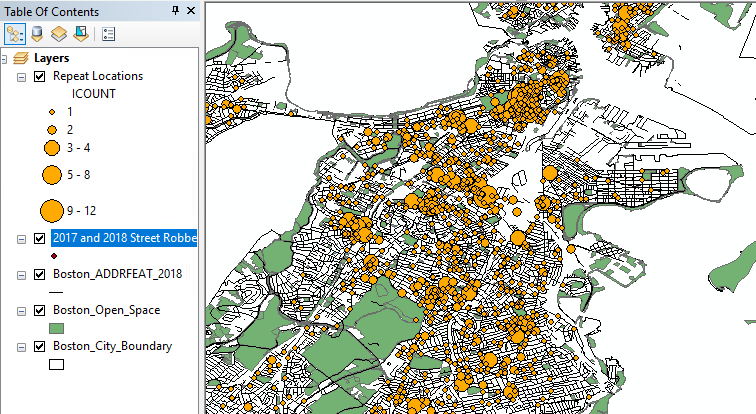 Table Of Contents
Layers
Repeat Locations
ICOUNT
1
2
3 - 4
5 - 8
9 - 12
2017 and 2018 Street Robbe
Boston_ADDRFEAT_2018
Boston_Open_Space
Boston_City_Boundary